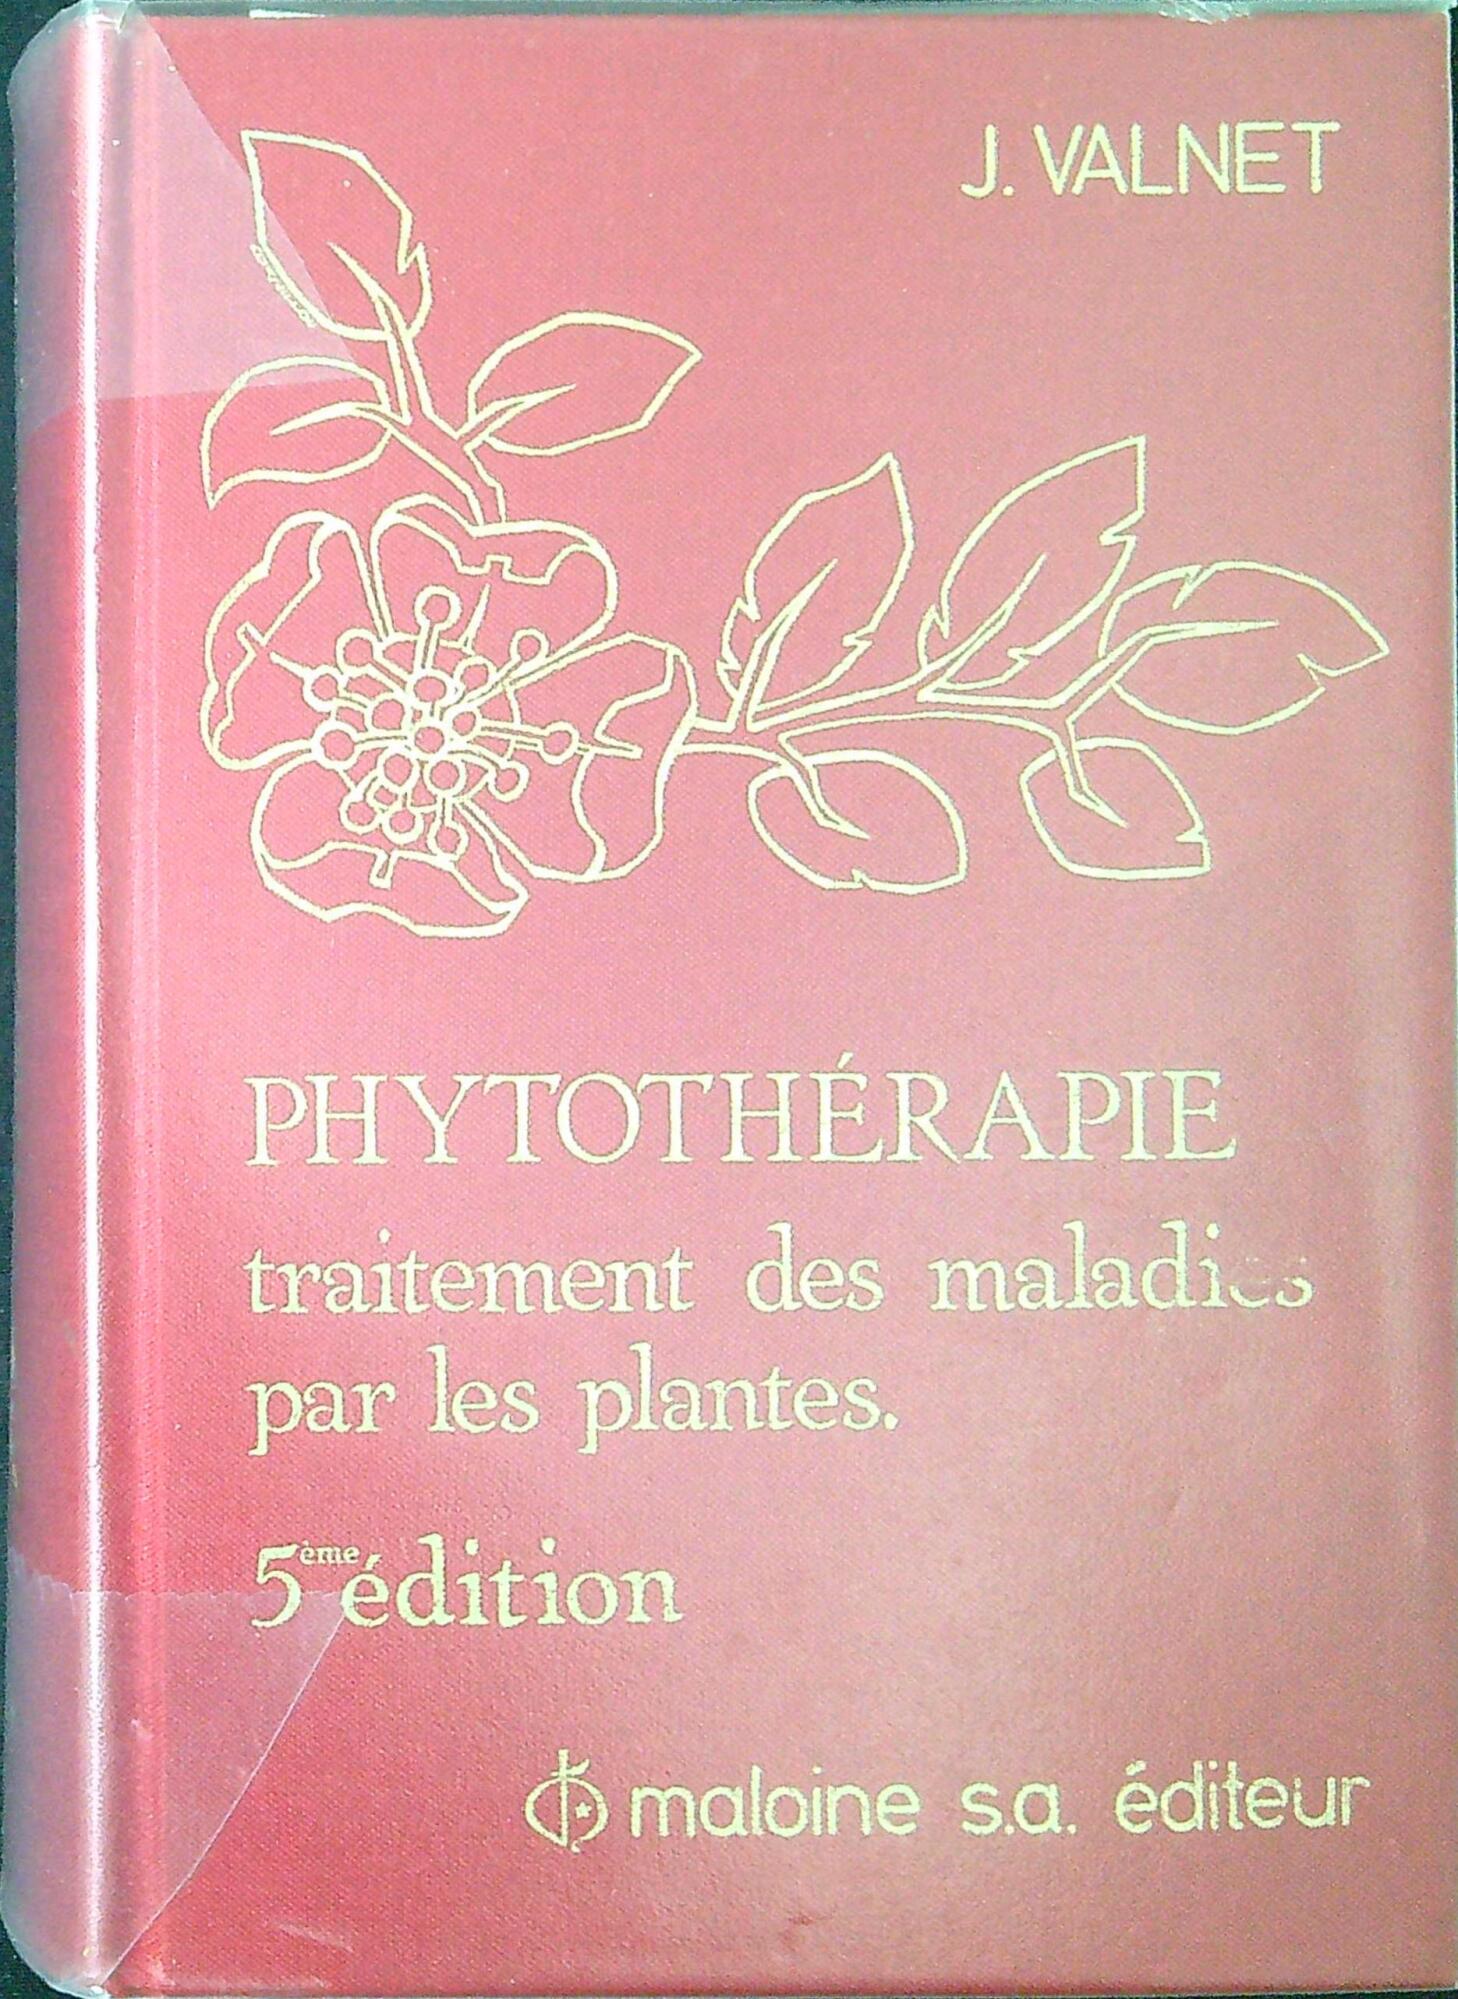 J. VALNET
PHYTOTHÉRAPIE
traitement des maladies
par les plantes.
5ème édition
maloine s.a. éditeur